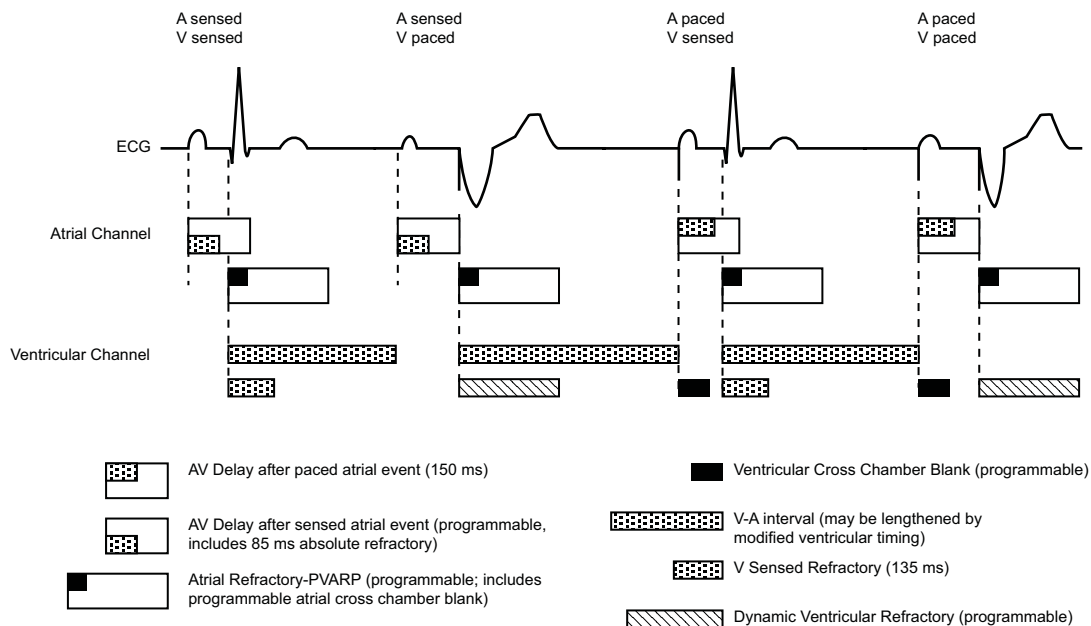 A sensed
V sensed
A sensed
V paced
A paced
V sensed
A paced
V paced
ECG
Atrial Channel
Ventricular Channel
AV Delay after paced atrial event (150 ms)
AV Delay after sensed atrial event (programmable,
includes 85 ms absolute refractory)
Atrial Refractory-PVARP (programmable; includes
programmable atrial cross chamber blank)
Ventricular Cross Chamber Blank (programmable)
V-A interval (may be lengthened by
modified ventricular timing)
V Sensed Refractory (135 ms)
Dynamic Ventricular Refractory (programmable)